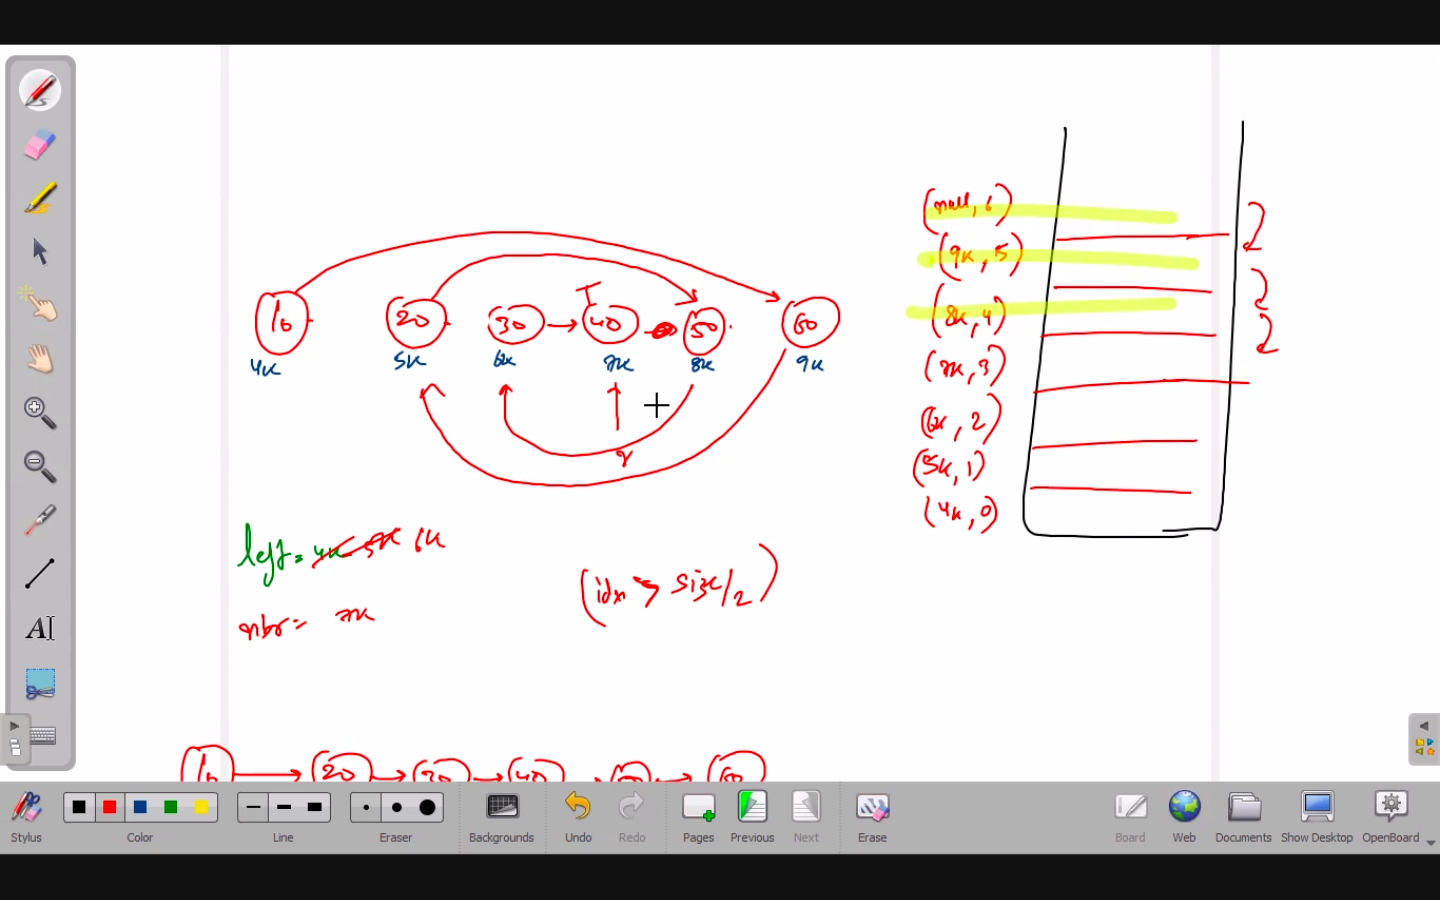 (null, 6)
(9k, 5)
(8k, 4)
(7k, 3)
(6k, 2)
(5k, 1)
(4k, 0)
2
2
2
10 20 30 40 50 60
4k 5k 6k 7k 8k 9k
T
left = 4k 5k 6k
nbr = 7k
(idx > size/2)
10 20 30 40 50 60
Stylus Color Line Eraser Backgrounds Undo Redo Pages Previous Next Erase Board Web Documents Show Desktop OpenBoard